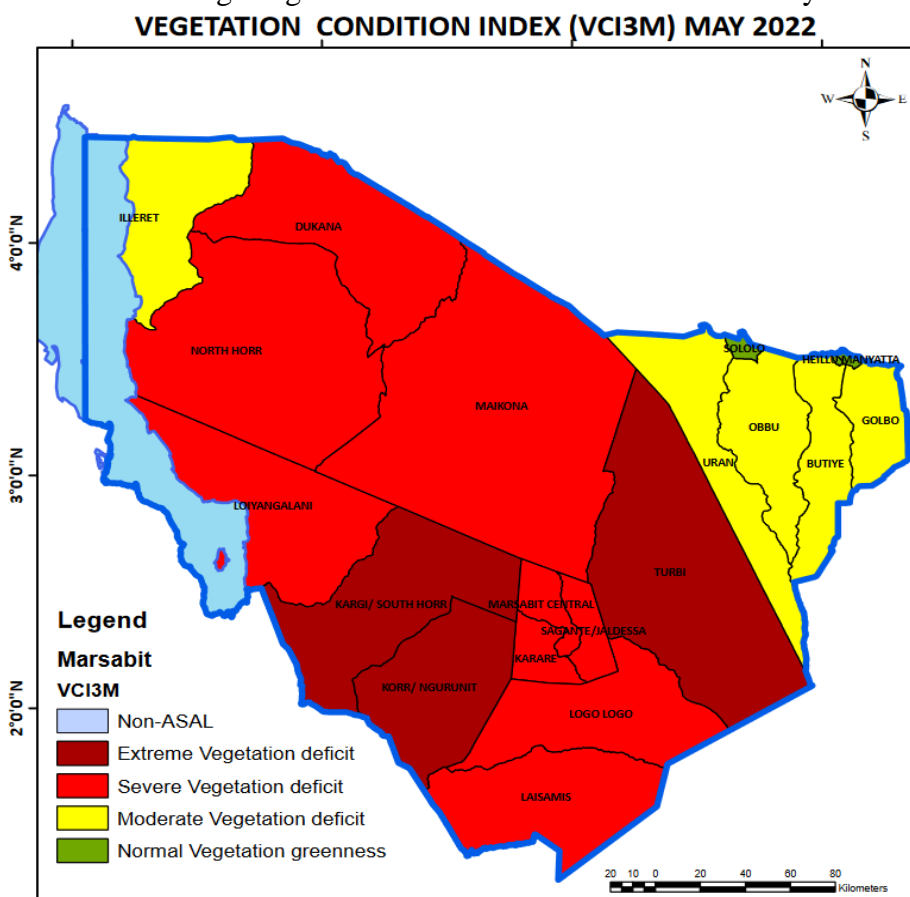 VEGETATION CONDITION INDEX (VCI3M) MAY 2022
N
W E
S
4°0'0"N
3°0'0"N
2°0'0"N
ILLERET
DUKANA
NORTH HORR
MAIKONA
SOLOLO
HEILLU MANYATTA
OBBU
GOLBO
URAN
BUTIYE
LOIYANGALANI
TURBI
KARGI/ SOUTH HORR
MARSABIT CENTRAL
SAGANTE/JALDESSA
KARARE
KORR/ NGURUNIT
LOGO LOGO
LAISAMIS
Legend
Marsabit
VCI3M
Non-ASAL
Extreme Vegetation deficit
Severe Vegetation deficit
Moderate Vegetation deficit
Normal Vegetation greenness
20 10 0 20 40 60 80
Kilometers